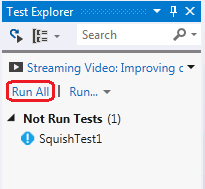 Test Explorer
Search
Streaming Video: Improving
Run All | Run...
Not Run Tests (1)
SquishTest1